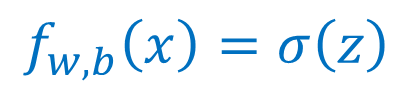 f_{w,b}(x) = σ(z)